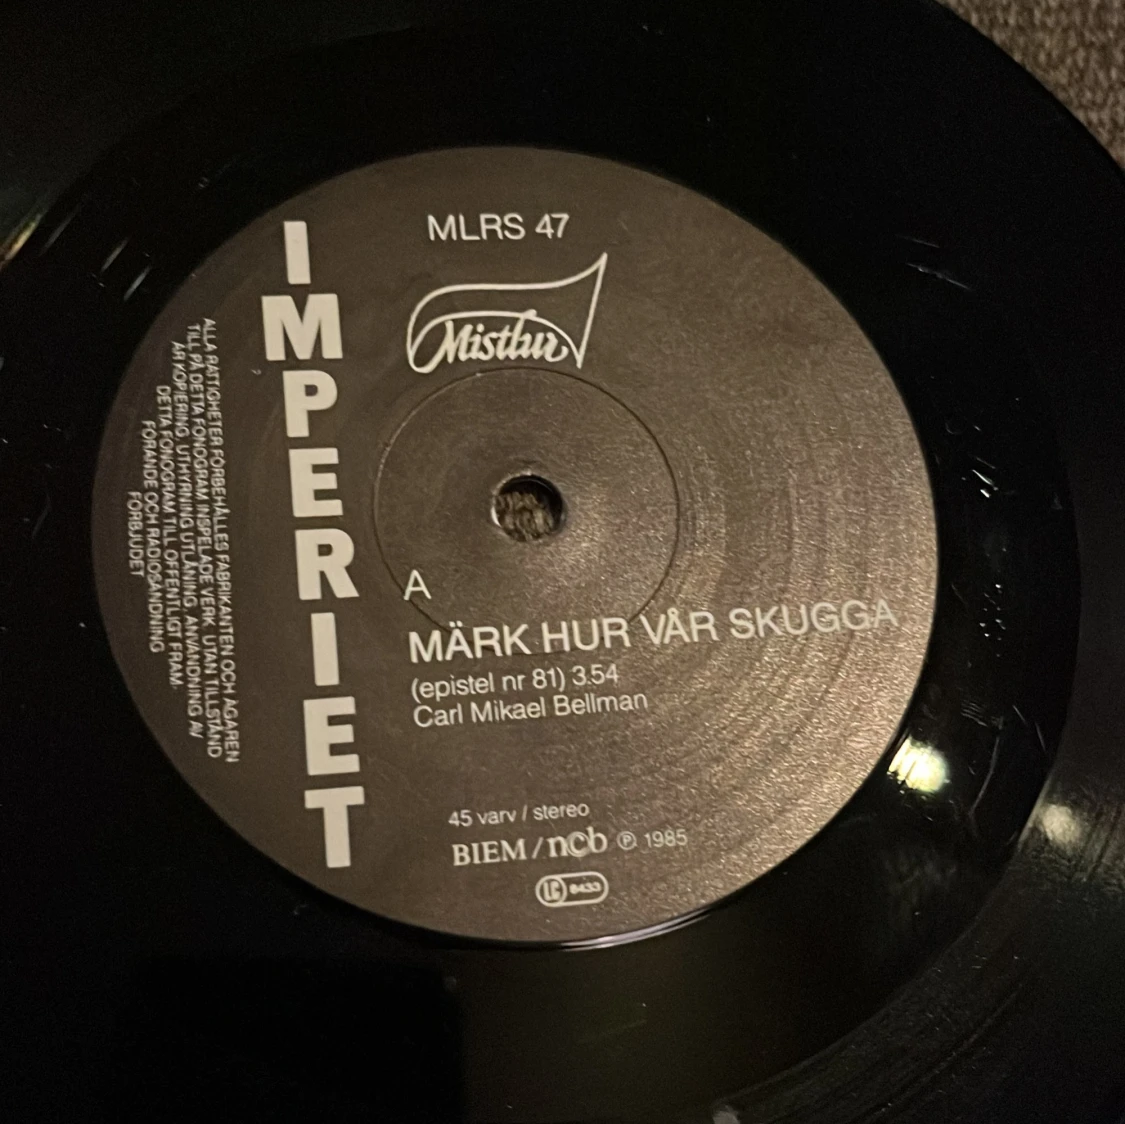 MLRS 47
Mistlur
IMPERIET
ALLA RÄTTIGHETER FÖRBEHÅLLES FABRIKANTEN OCH ÄGAREN
TILL PÅ DETTA FONOGRAM INSPELADE VERK. UTAN TILLSTÅND
ÄR KOPIERING, UTHYRNING UTLÅNING, ANVÄNDNING AV
DETTA FONOGRAM TILL OFFENTLIGT FRAM-
FÖRANDE OCH RADIOSÄNDNING
FÖRBJUDET
A
MÄRK HUR VÅR SKUGGA
(epistel nr 81) 3.54
Carl Mikael Bellman
45 varv / stereo
BIEM/ncb ℗ 1985
LC 8433